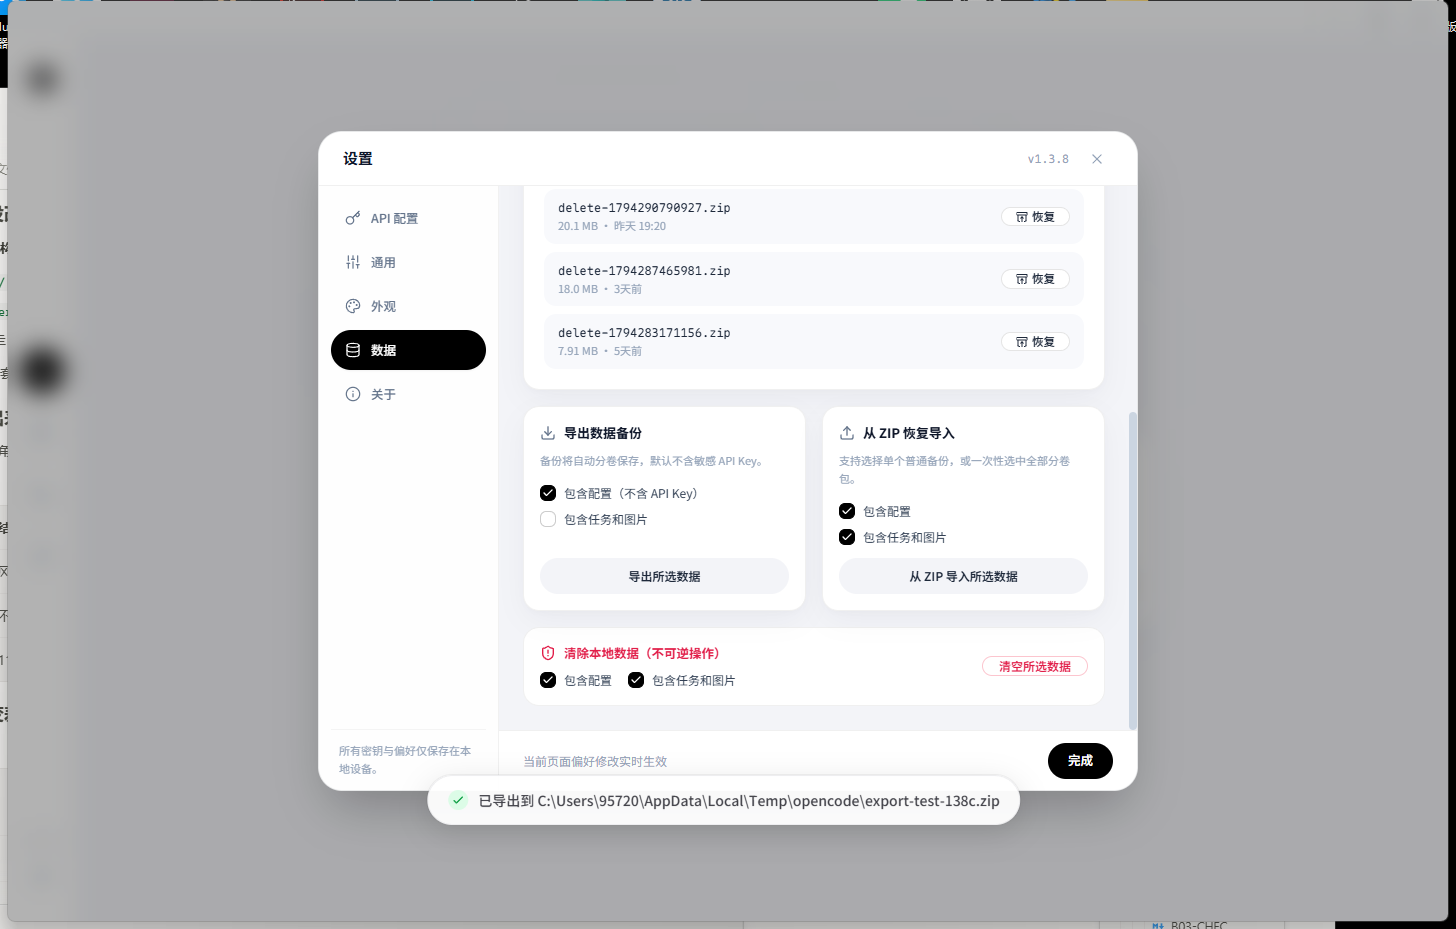 设置
v1.3.8
API 配置
通用
外观
数据
关于
所有密钥与偏好仅保存在本
地设备。
delete-1794290790927.zip
20.1 MB • 昨天 19:20
恢复
delete-1794287465981.zip
18.0 MB • 3天前
恢复
delete-1794283171156.zip
7.91 MB • 5天前
恢复
导出数据备份
备份将自动分卷保存，默认不含敏感 API Key。
包含配置（不含 API Key）
包含任务和图片
导出所选数据
从 ZIP 恢复导入
支持选择单个普通备份，或一次性选中全部分卷
包。
包含配置
包含任务和图片
从 ZIP 导入所选数据
清除本地数据（不可逆操作）
包含配置
包含任务和图片
清空所选数据
当前页面偏好修改实时生效
完成
已导出到 C:\Users\95720\AppData\Local\Temp\opencode\export-test-138c.zip